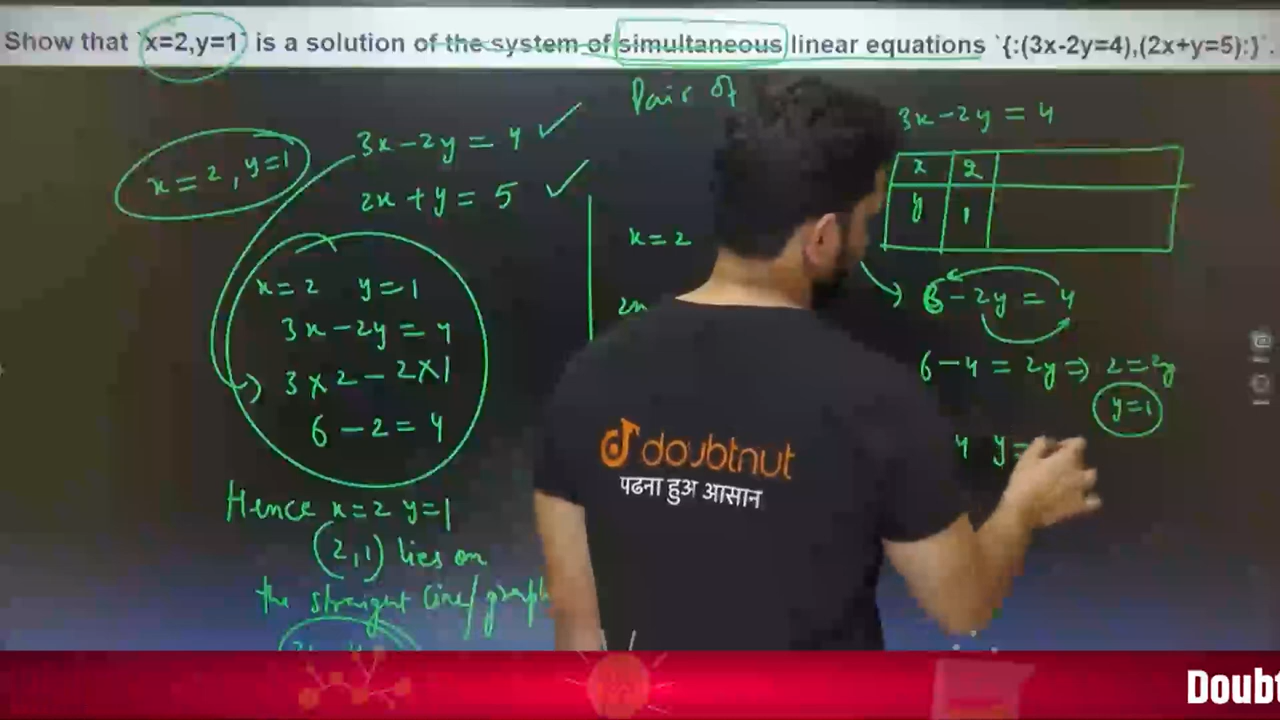 Show that `x=2,y=1` is a solution of the system of simultaneous linear equations `{:(3x-2y=4),(2x+y=5):}`.
Pair of
x=2, y=1
3x-2y=4 ✓
2x+y=5 ✓
x=2 y=1
3x-2y=4
3×2-2×1
6-2=4
Hence x=2 y=1
(2,1) lies on
the straight line/graph
x=2
3x-2y=4
x 2
y 1
6-2y=4
6-4=2y⇒2=2y
y=1
y=
doubtnut
पढना हुआ आसान
Doubt